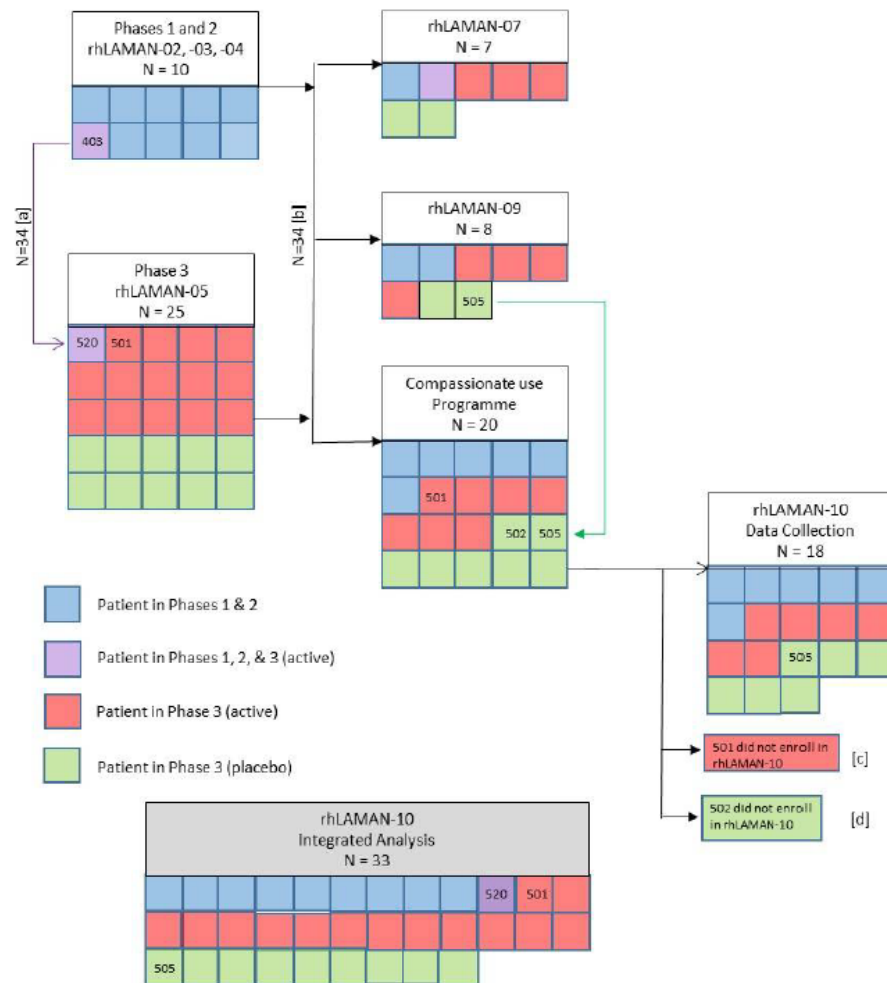 Phases 1 and 2
rhLAMAN-02, -03, -04
N = 10
403
N=34 [a]
Phase 3
rhLAMAN-05
N = 25
520 501
N=34 [b]
rhLAMAN-07
N = 7
rhLAMAN-09
N = 8
505
Compassionate use
Programme
N = 20
501
502 505
rhLAMAN-10
Data Collection
N = 18
505
501 did not enroll in
rhLAMAN-10
[c]
502 did not enroll
in rhLAMAN-10
[d]
Patient in Phases 1 & 2
Patient in Phases 1, 2, & 3 (active)
Patient in Phase 3 (active)
Patient in Phase 3 (placebo)
rhLAMAN-10
Integrated Analysis
N = 33
520 501
505